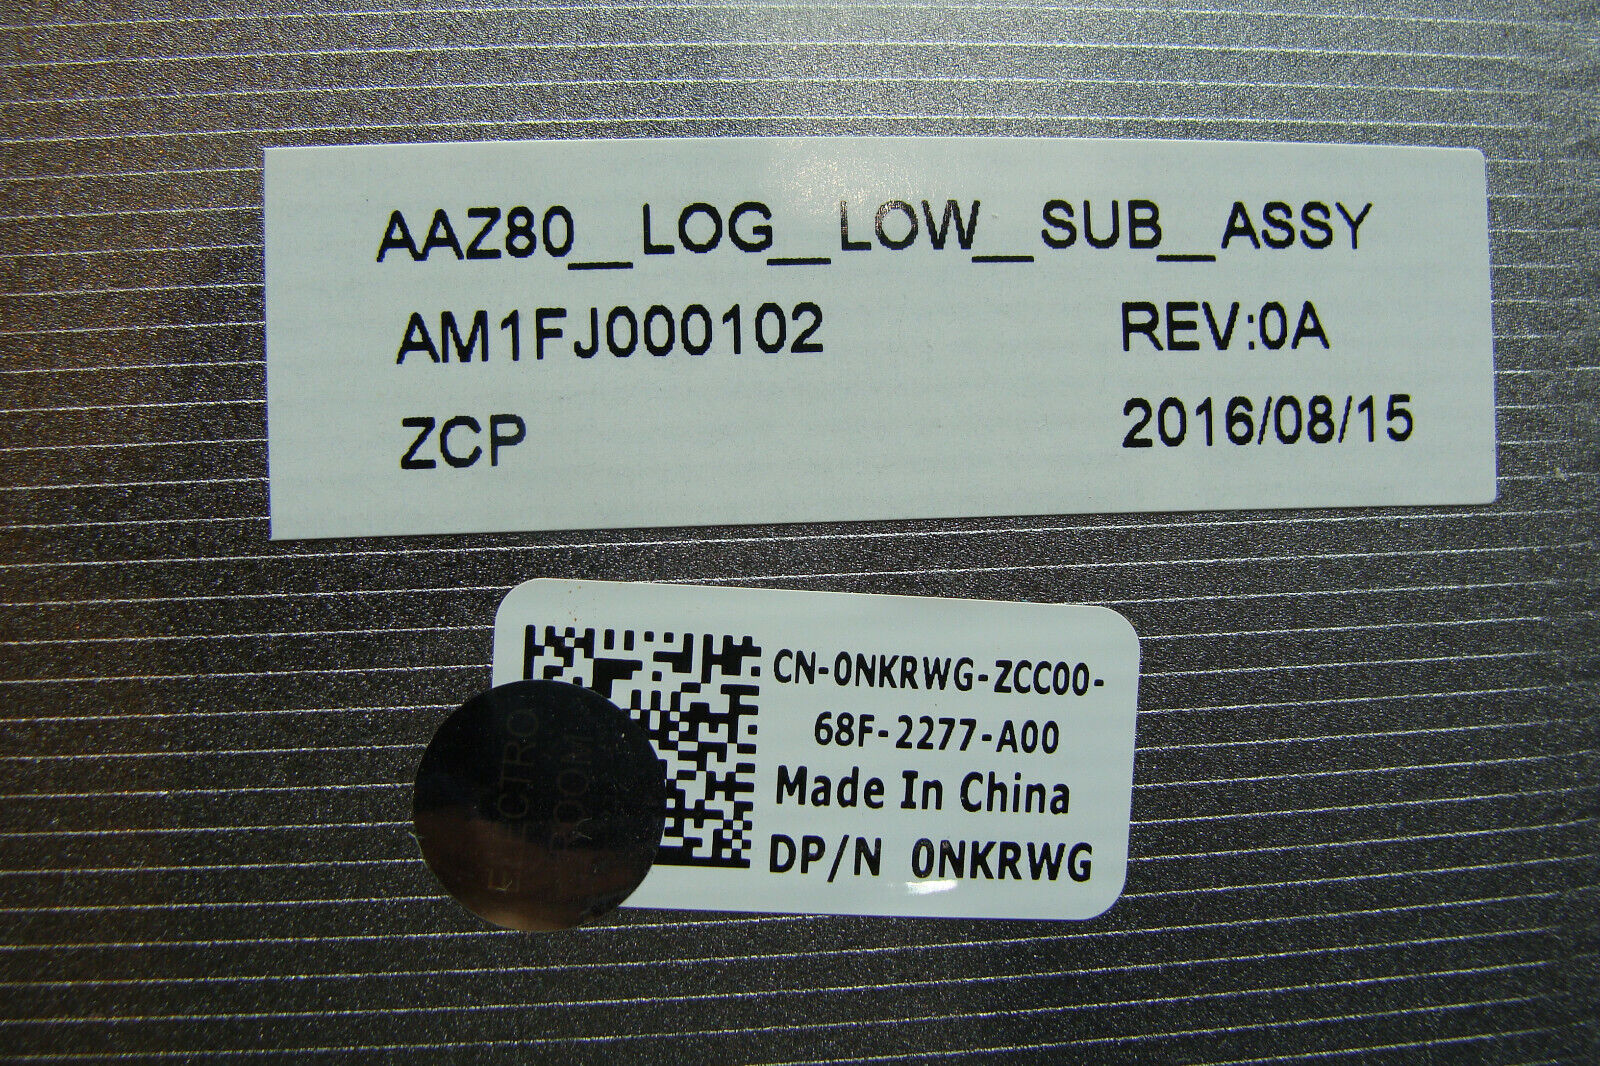 AAZ80_LOG_LOW_SUB_ASSY
AM1FJ000102 REV:0A
ZCP 2016/08/15
CN-0NKRWG-ZCC00-
68F-2277-A00
Made In China
DP/N 0NKRWG